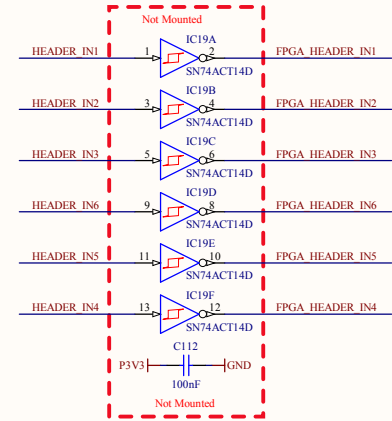 Not Mounted
IC19A
HEADER_IN1 1 2 FPGA_HEADER_IN1
SN74ACT14D
IC19B
HEADER_IN2 3 4 FPGA_HEADER_IN2
SN74ACT14D
IC19C
HEADER_IN3 5 6 FPGA_HEADER_IN3
SN74ACT14D
IC19D
HEADER_IN6 9 8 FPGA_HEADER_IN6
SN74ACT14D
IC19E
HEADER_IN5 11 10 FPGA_HEADER_IN5
SN74ACT14D
IC19F
HEADER_IN4 13 12 FPGA_HEADER_IN4
SN74ACT14D
C112
P3V3 GND
100nF
Not Mounted